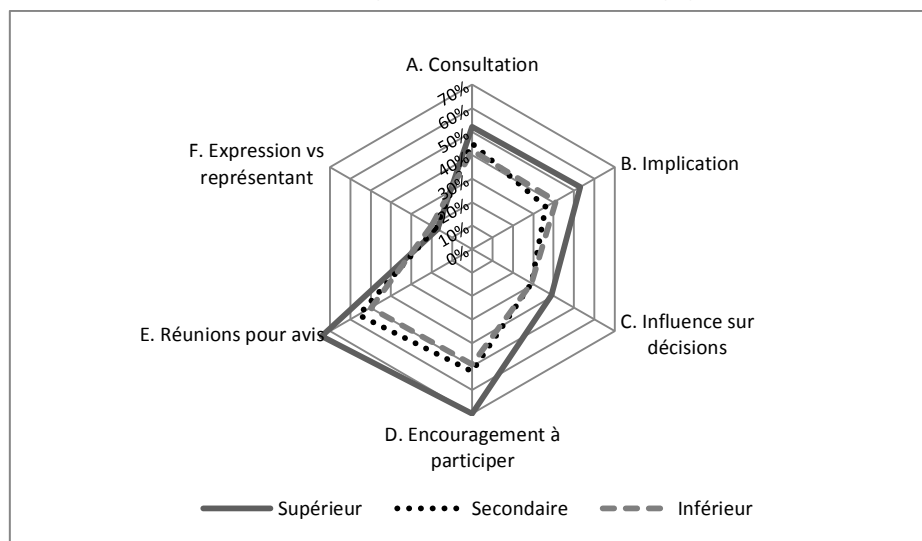 A. Consultation
70%
60%
50%
40%
30%
20%
10%
0%
F. Expression vs
représentant
B. Implication
E. Réunions pour avis
C. Influence sur
décisions
D. Encouragement à
participer
Supérieur
Secondaire
Inférieur